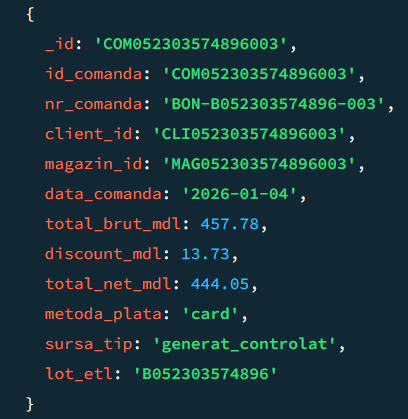 {
_id: 'COM052303574896003',
id_comanda: 'COM052303574896003',
nr_comanda: 'BON-B052303574896-003',
client_id: 'CLI052303574896003',
magazin_id: 'MAG052303574896003',
data_comanda: '2026-01-04',
total_brut_mdl: 457.78,
discount_mdl: 13.73,
total_net_mdl: 444.05,
metoda_plata: 'card',
sursa_tip: 'generat_controlat',
lot_etl: 'B052303574896'
}